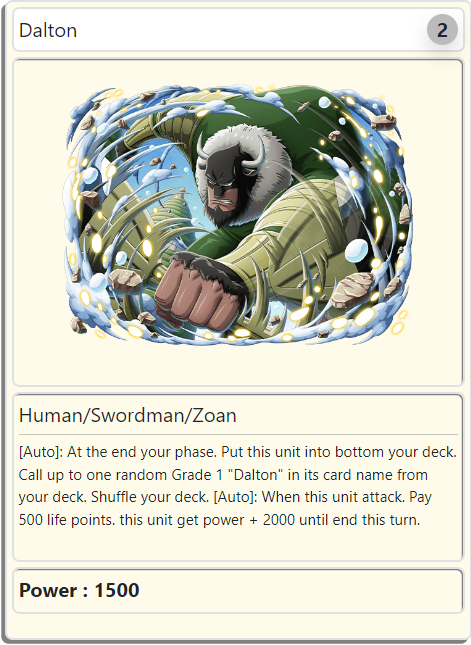 Dalton
2
Human/Swordman/Zoan
[Auto]: At the end your phase. Put this unit into bottom your deck.
Call up to one random Grade 1 "Dalton" in its card name from
your deck. Shuffle your deck. [Auto]: When this unit attack. Pay
500 life points. this unit get power + 2000 until end this turn.
Power : 1500